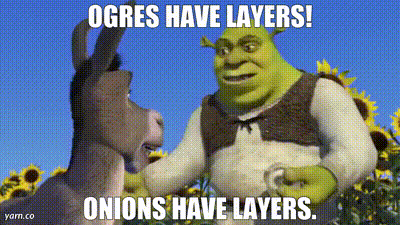 OGRES HAVE LAYERS!
ONIONS HAVE LAYERS.
yarn.co